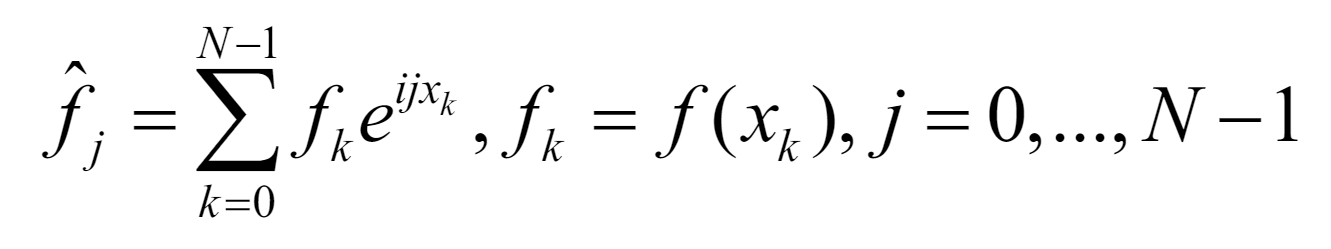 $\hat{f}_j = \sum_{k=0}^{N-1} f_k e^{ijx_k}, f_k = f(x_k), j = 0,..., N-1$